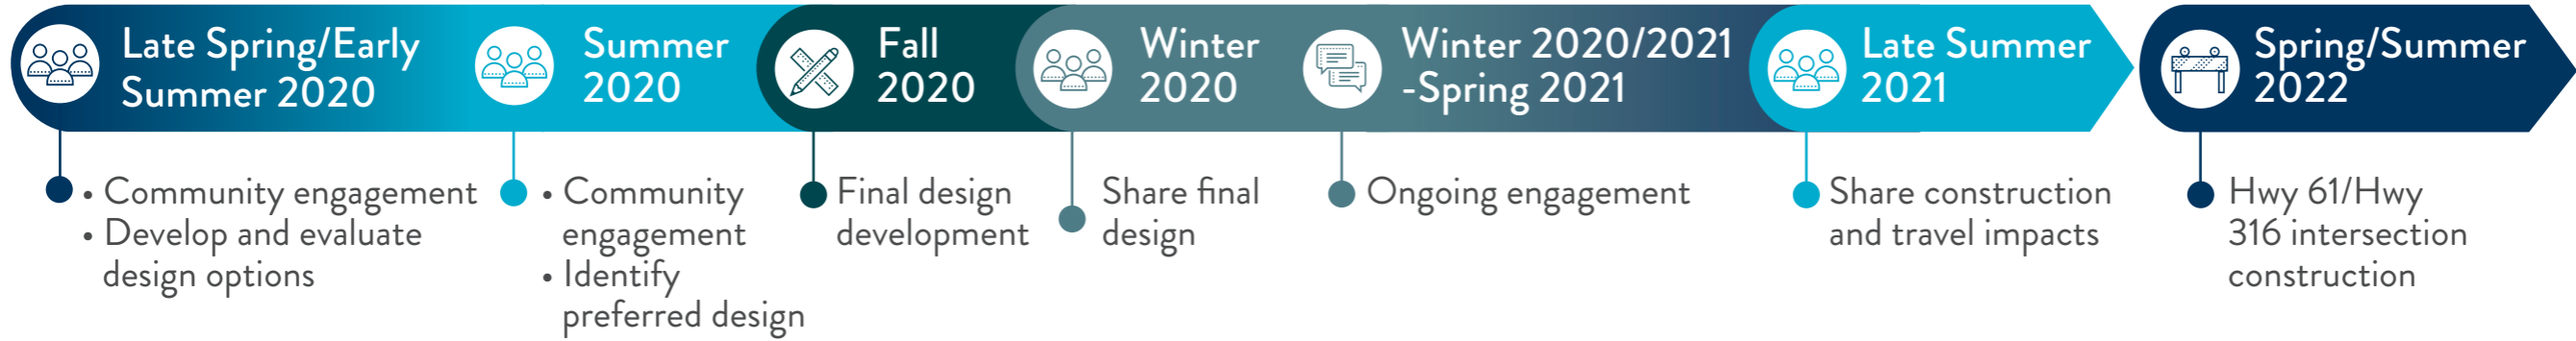 Late Spring/Early
Summer 2020
Summer
2020
Fall
2020
Winter
2020
Winter 2020/2021
-Spring 2021
Late Summer
2021
Spring/Summer
2022
• Community engagement
• Develop and evaluate
design options
• Community
engagement
• Identify
preferred design
Final design
development
Share final
design
Ongoing engagement
Share construction
and travel impacts
Hwy 61/Hwy
316 intersection
construction